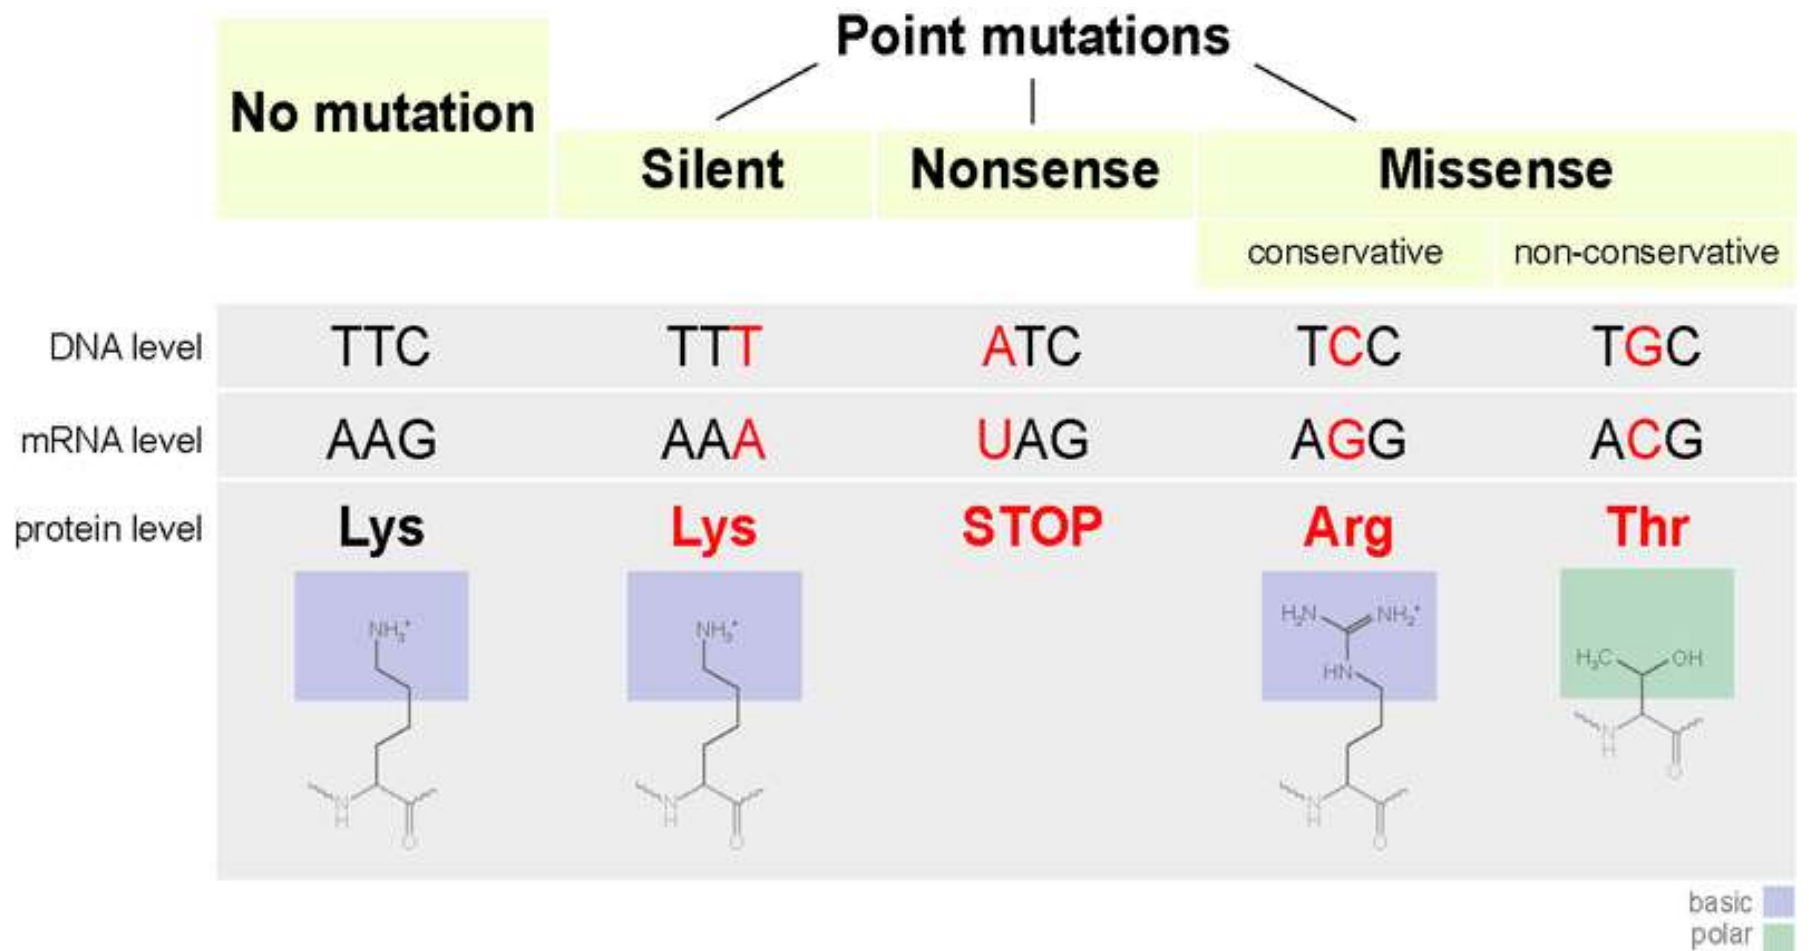 Point mutations
No mutation
Silent Nonsense Missense
conservative non-conservative
DNA level TTC TTT ATC TCC TGC
mRNA level AAG AAA UAG AGG ACG
protein level Lys Lys STOP Arg Thr
NH₃⁺ NH₃⁺ H₂N NH₂⁺
HN H₃C OH
N H O N H O N H O N H O
basic
polar